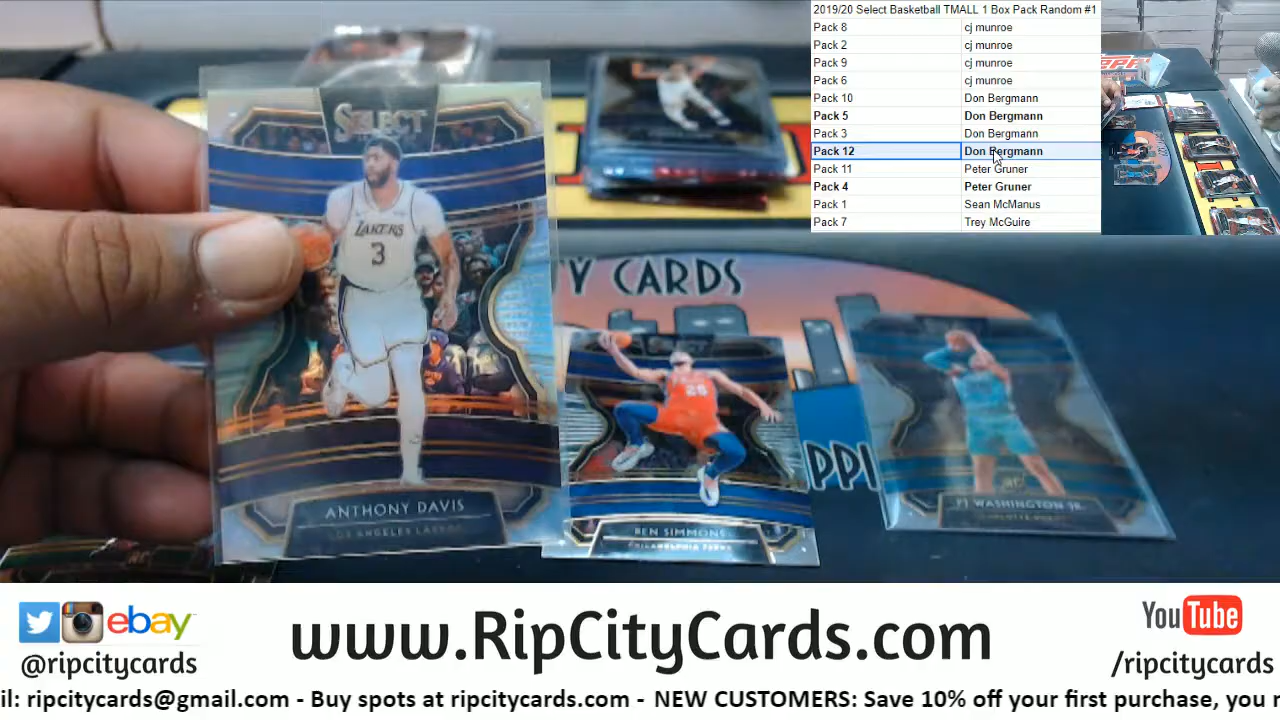 2019/20 Select Basketball TMALL 1 Box Pack Random #1
Pack 8 cj munroe
Pack 2 cj munroe
Pack 9 cj munroe
Pack 6 cj munroe
Pack 10 Don Bergmann
Pack 5 Don Bergmann
Pack 3 Don Bergmann
Pack 12 Don Bergmann
Pack 11 Peter Gruner
Pack 4 Peter Gruner
Pack 1 Sean McManus
Pack 7 Trey McGuire
SELECT
LAKERS
3
ANTHONY DAVIS
LOS ANGELES LAKERS
TY CARDS
PPI
BEN SIMMONS
PHILADELPHIA 76ERS
PJ WASHINGTON JR.
ebay
@ripcitycards
www.RipCityCards.com
YouTube
/ripcitycards
il: ripcitycards@gmail.com - Buy spots at ripcitycards.com - NEW CUSTOMERS: Save 10% off your first purchase, you